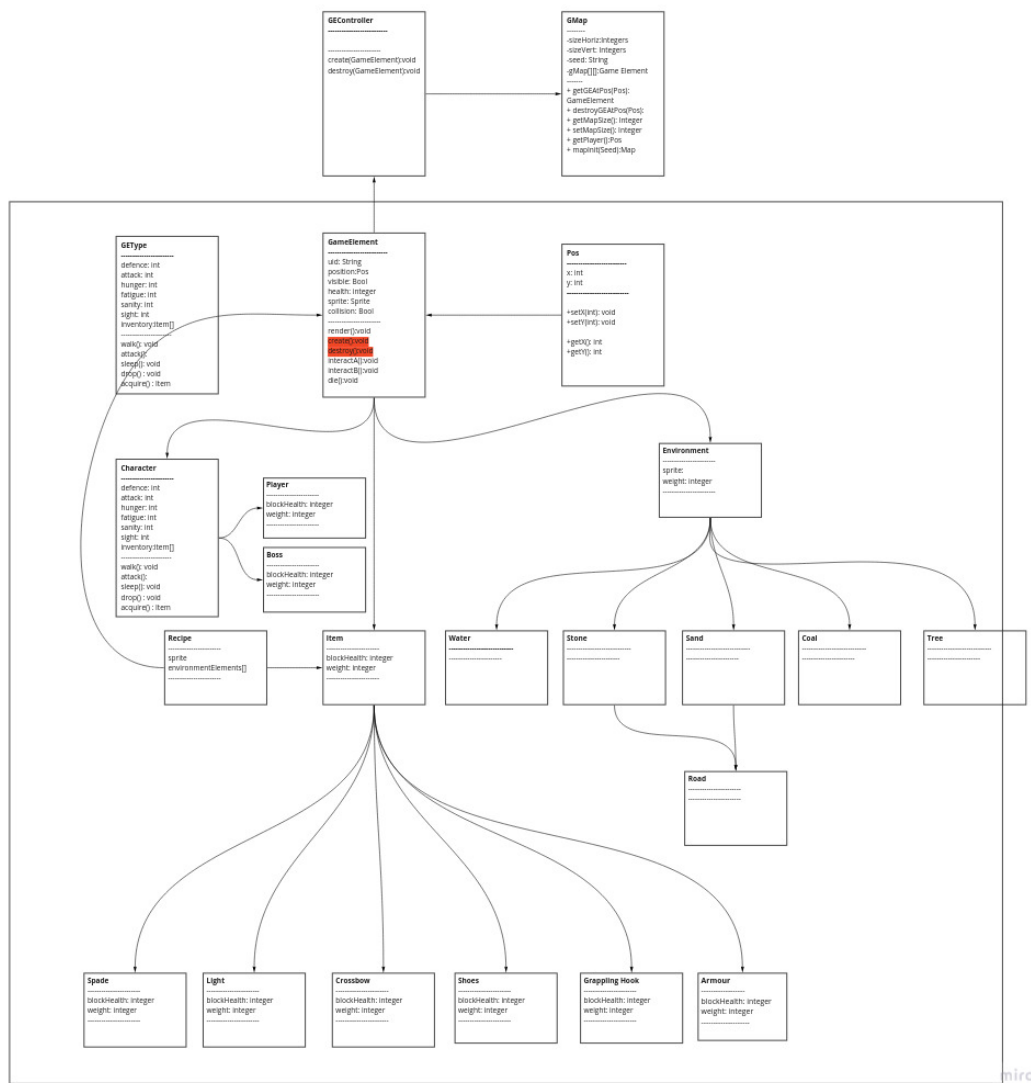 GEController
-----------------------
--------------------
create(GameElement):void
destroy(GameElement):void
GMap
-------
-sizeHoriz:Integers
-sizeVert: Integers
-seed: String
-gMap[][]:Game Element
------
+ getGEAtPos(Pos):
GameElement
+ destroyGEAtPos(Pos):
+ getMapSize(): Integer
+ setMapSize(): Integer
+ getPlayer():Pos
+ mapInit(Seed):Map
GEType
--------------------
defence: int
attack: int
hunger: int
fatigue: int
sanity: int
sight: int
inventory:Item[]
--------------------
walk(): void
attack():
sleep(): void
drop() : void
acquire() : Item
GameElement
-----------------------
uid: String
position:Pos
visible: Bool
health: integer
sprite: Sprite
collision: Bool
--------------------
render():void
create():void
destroy():void
interactA():void
interactB():void
die():void
Pos
-----------------------
x: int
y: int
------------------------
+setX(int): void
+setY(int): void
+getX(): int
+getY(): int
Environment
--------------------
sprite:
weight: integer
--------------------
Character
--------------------
defence: int
attack: int
hunger: int
fatigue: int
sanity: int
sight: int
inventory:Item[]
--------------------
walk(): void
attack():
sleep(): void
drop() : void
acquire() : Item
Player
--------------------
blockHealth: integer
weight: integer
--------------------
Boss
--------------------
blockHealth: integer
weight: integer
--------------------
Recipe
--------------------
sprite
environmentElements[]
--------------------
Item
--------------------
blockHealth: integer
weight: integer
--------------------
Water
-------------------------
--------------------
Stone
-------------------------
--------------------
Sand
-------------------------
--------------------
Coal
-------------------------
--------------------
Tree
-------------------------
--------------------
Road
--------------------
--------------------
Spade
--------------------
blockHealth: integer
weight: integer
--------------------
Light
--------------------
blockHealth: integer
weight: integer
--------------------
Crossbow
--------------------
blockHealth: integer
weight: integer
--------------------
Shoes
--------------------
blockHealth: integer
weight: integer
--------------------
Grappling Hook
--------------------
blockHealth: integer
weight: integer
--------------------
Armour
----------------
blockHealth: integer
weight: integer
------------------
miro